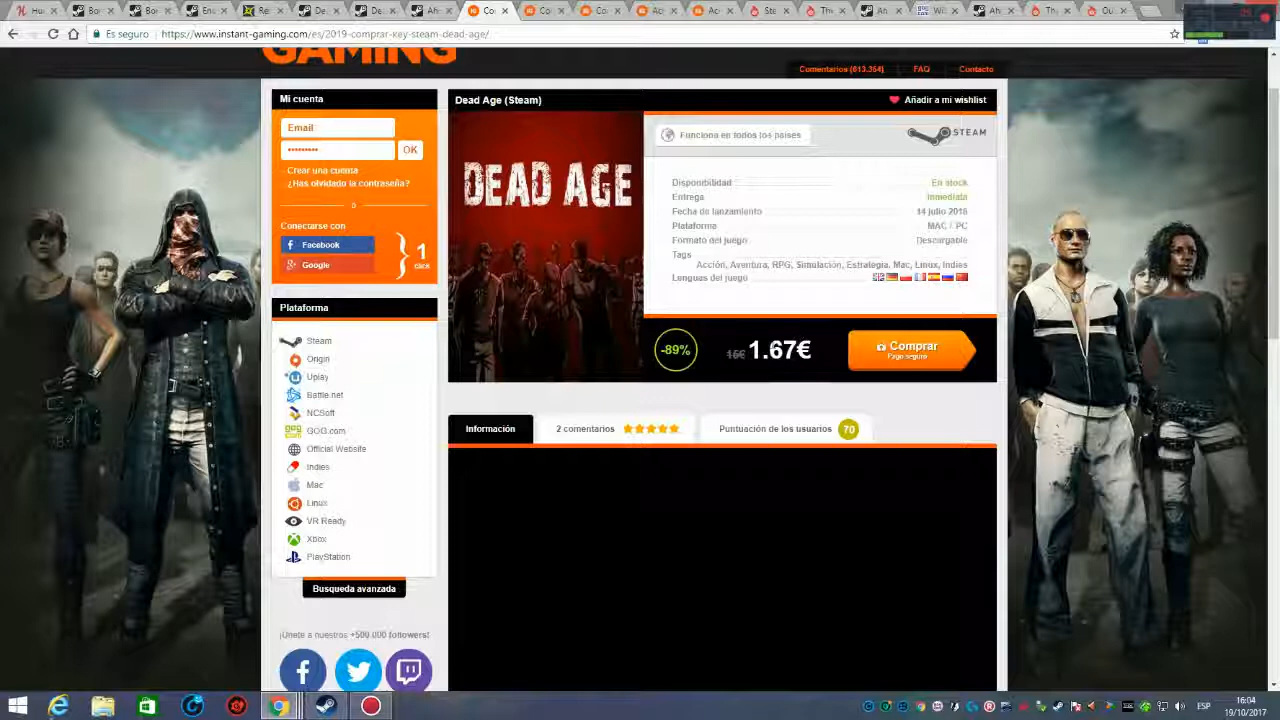 Es seguro
https://www.instant-gaming.com/es/2019-comprar-key-steam-dead-age/
GAMING
Comentarios (613.364)
FAQ
Contacto
Mi cuenta
Email
OK
Crear una cuenta
¿Has olvidado la contraseña?
o
Conectarse con
Facebook
Google
1
click
Plataforma
Steam
Origin
Uplay
Battle.net
NCSoft
GOG.com
Official Website
Indies
Mac
Linux
VR Ready
Xbox
PlayStation
Busqueda avanzada
¡Únete a nuestros +500.000 followers!
Dead Age (Steam)
Añadir a mi wishlist
DEAD AGE
Funciona en todos los países
STEAM
Disponibilidad En stock
Entrega Inmediata
Fecha de lanzamiento 14 julio 2016
Plataforma MAC / PC
Formato del juego Descargable
Tags
Acción, Aventura, RPG, Simulación, Estrategia, Mac, Linux, Indies
Lenguas del juego
-89%
15€ 1.67€
Comprar
Pago seguro
Información
2 comentarios
Puntuación de los usuarios 70
ESP
16:04
19/10/2017